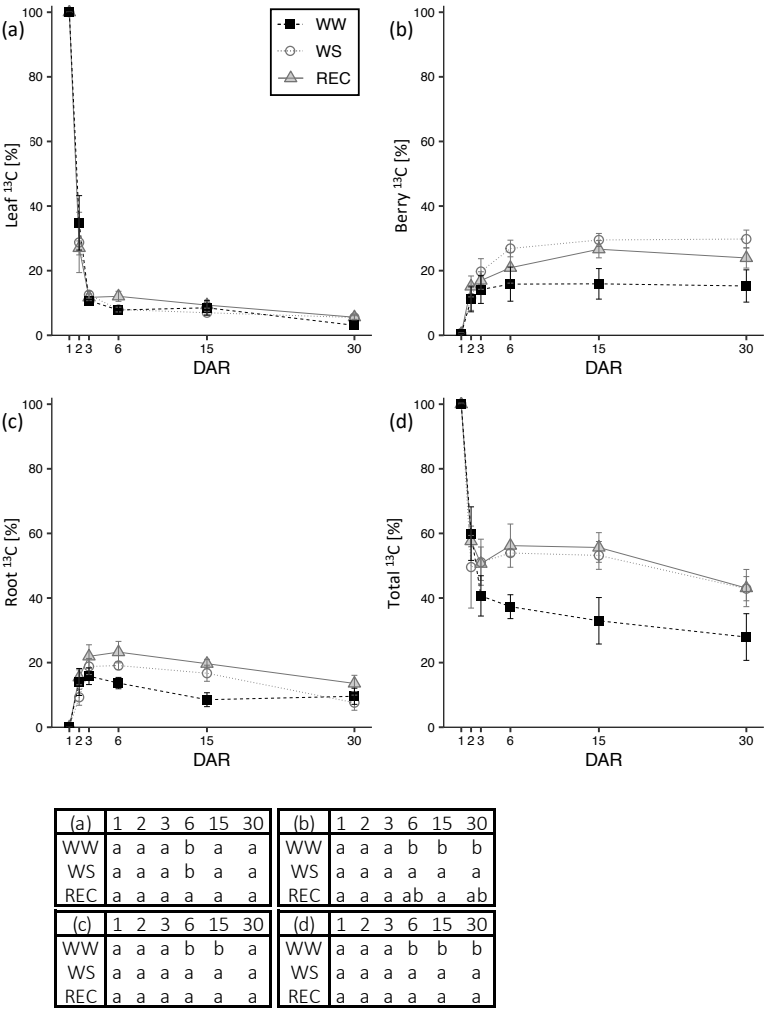 (a)
100
80
60
40
20
0
Leaf ¹³C [%]
1 2 3 6 15 30
DAR
WW
WS
REC
(b)
100
80
60
40
20
0
Berry ¹³C [%]
1 2 3 6 15 30
DAR
(c)
100
80
60
40
20
0
Root ¹³C [%]
1 2 3 6 15 30
DAR
(d)
100
80
60
40
20
0
Total ¹³C [%]
1 2 3 6 15 30
DAR
(a) 1 2 3 6 15 30
WW a a a b a a
WS a a a b a a
REC a a a a a a
(b) 1 2 3 6 15 30
WW a a a b b b
WS a a a a a a
REC a a a ab a ab
(c) 1 2 3 6 15 30
WW a a a b b a
WS a a a a a a
REC a a a a a a
(d) 1 2 3 6 15 30
WW a a a b b b
WS a a a a a a
REC a a a a a a